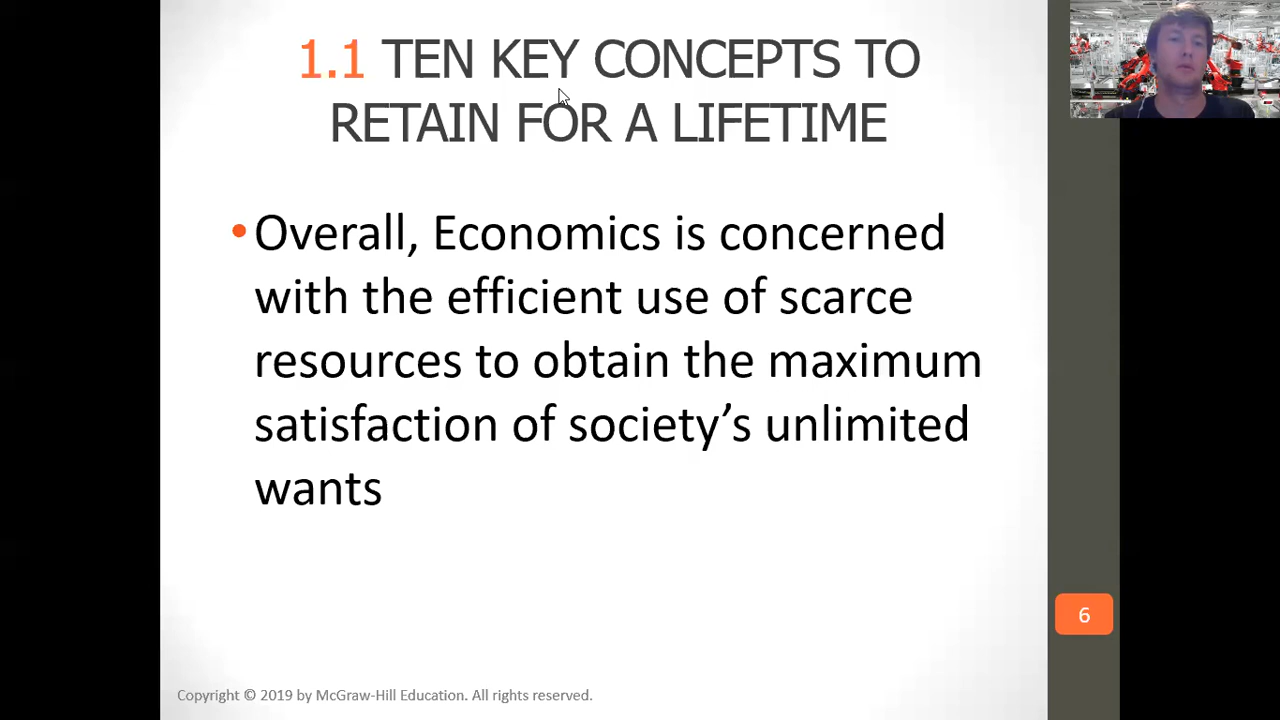 1.1 TEN KEY CONCEPTS TO
RETAIN FOR A LIFETIME
•Overall, Economics is concerned
with the efficient use of scarce
resources to obtain the maximum
satisfaction of society’s unlimited
wants
6
Copyright © 2019 by McGraw-Hill Education. All rights reserved.